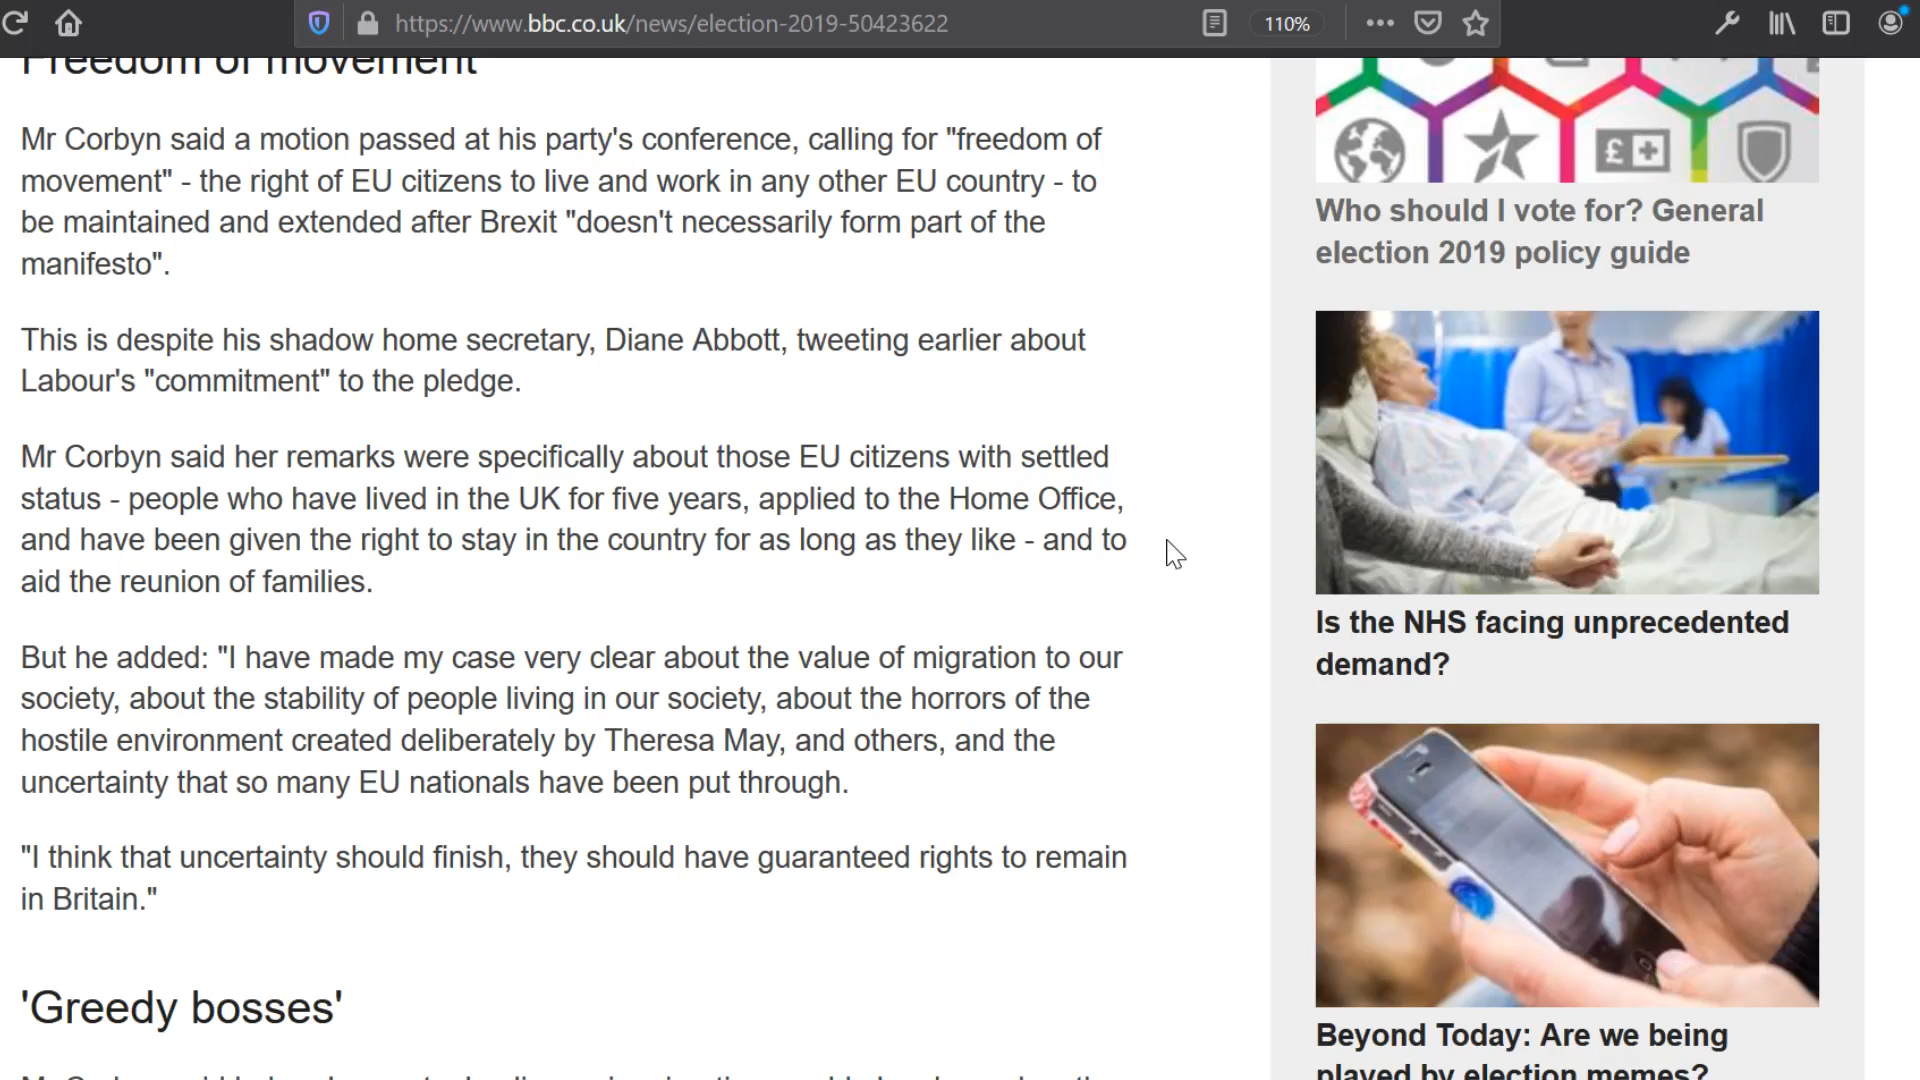 https://www.bbc.co.uk/news/election-2019-50423622
110%
Freedom of movement
Mr Corbyn said a motion passed at his party's conference, calling for "freedom of
movement" - the right of EU citizens to live and work in any other EU country - to
be maintained and extended after Brexit "doesn't necessarily form part of the
manifesto".
This is despite his shadow home secretary, Diane Abbott, tweeting earlier about
Labour's "commitment" to the pledge.
Mr Corbyn said her remarks were specifically about those EU citizens with settled
status - people who have lived in the UK for five years, applied to the Home Office,
and have been given the right to stay in the country for as long as they like - and to
aid the reunion of families.
But he added: "I have made my case very clear about the value of migration to our
society, about the stability of people living in our society, about the horrors of the
hostile environment created deliberately by Theresa May, and others, and the
uncertainty that so many EU nationals have been put through.
"I think that uncertainty should finish, they should have guaranteed rights to remain
in Britain."
'Greedy bosses'
£
Who should I vote for? General
election 2019 policy guide
Is the NHS facing unprecedented
demand?
Beyond Today: Are we being
played by election memes?